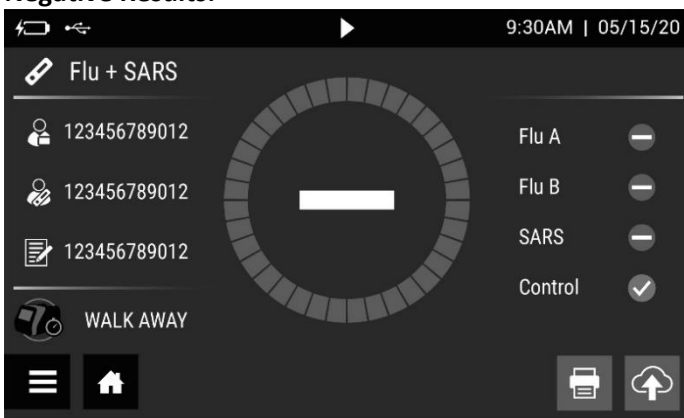 Negative Results:
9:30AM | 05/15/20
Flu + SARS
123456789012
123456789012
123456789012
WALK AWAY
Flu A
Flu B
SARS
Control